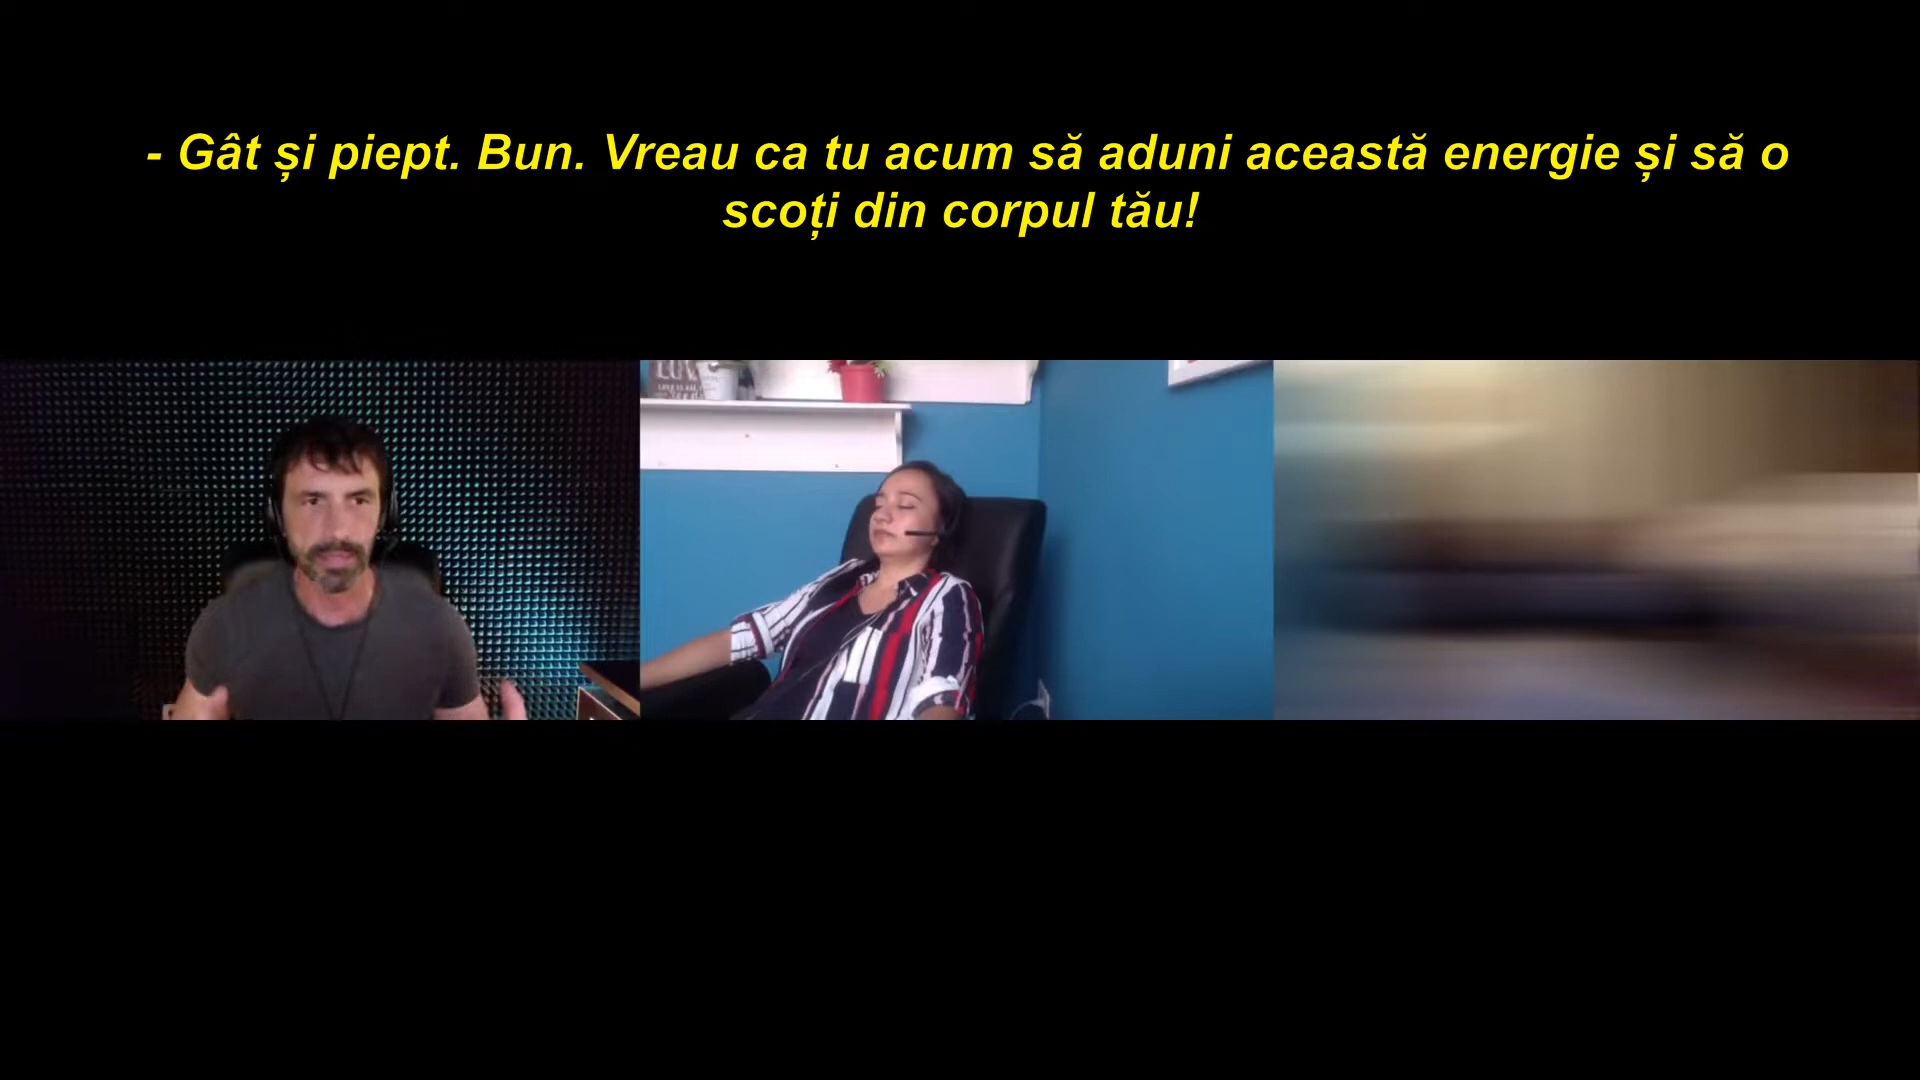 - Gât și piept. Bun. Vreau ca tu acum să aduni această energie și să o
scoți din corpul tău!